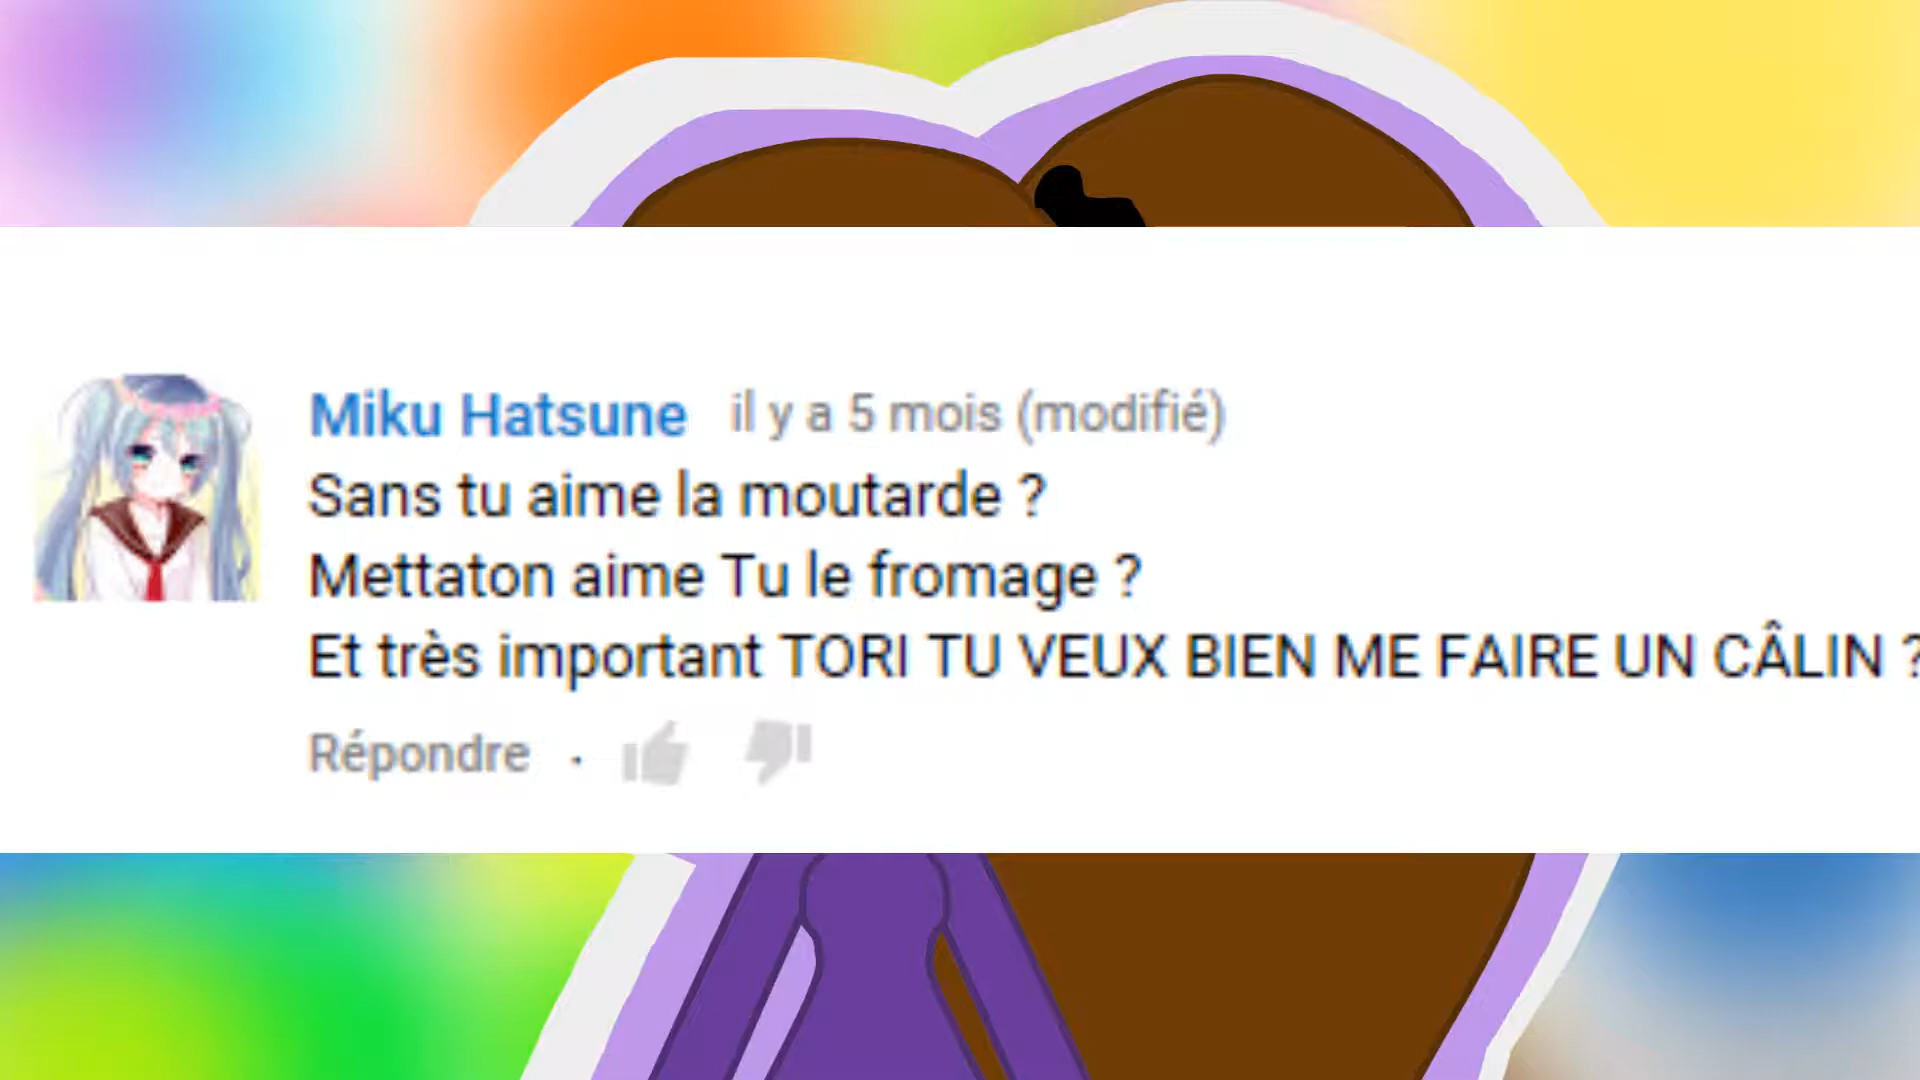 Miku Hatsune il y a 5 mois (modifié)
Sans tu aime la moutarde ?
Mettaton aime Tu le fromage ?
Et très important TORI TU VEUX BIEN ME FAIRE UN CÂLIN ?
Répondre ·